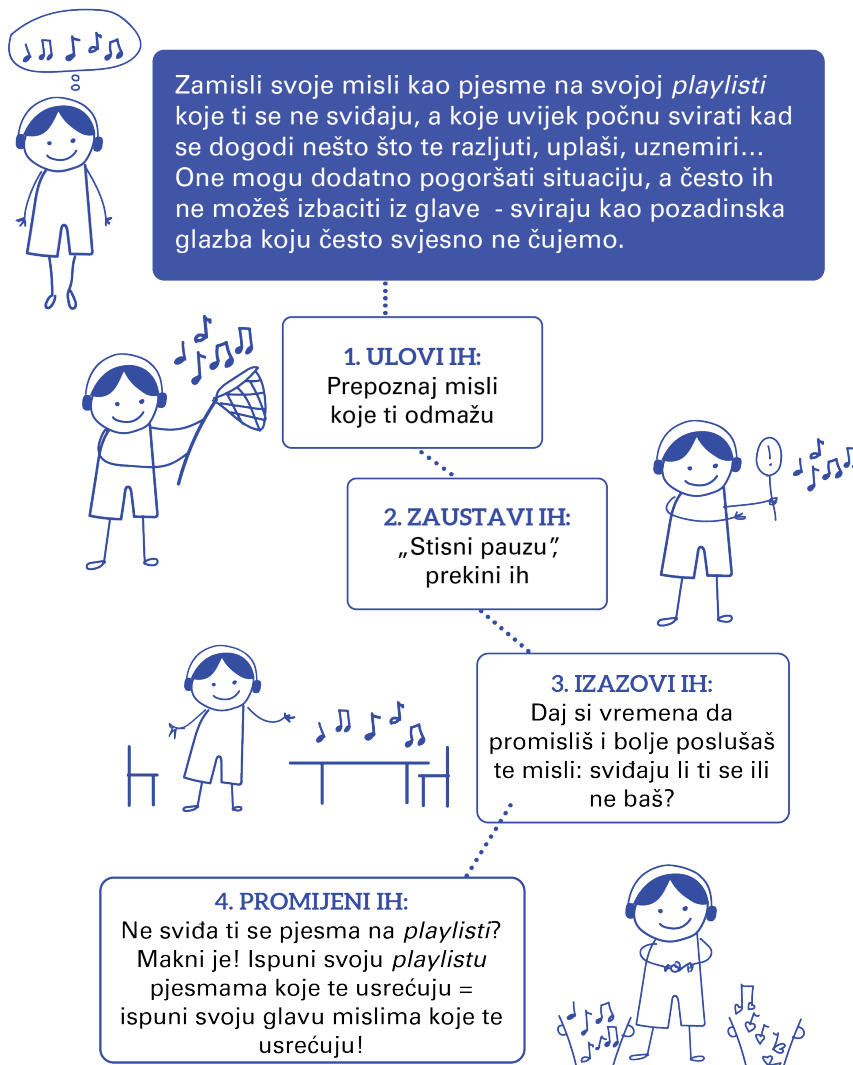 Zamisli svoje misli kao pjesme na svojoj playlisti
koje ti se ne sviđaju, a koje uvijek počnu svirati kad
se dogodi nešto što te razljuti, uplaši, uznemiri...
One mogu dodatno pogoršati situaciju, a često ih
ne možeš izbaciti iz glave - sviraju kao pozadinska
glazba koju često svjesno ne čujemo.
1. ULOVI IH:
Prepoznaj misli
koje ti odmažu
!
2. ZAUSTAVI IH:
„Stisni pauzu”,
prekini ih
3. IZAZOVI IH:
Daj si vremena da
promisliš i bolje poslušaš
te misli: sviđaju li ti se ili
ne baš?
4. PROMIJENI IH:
Ne sviđa ti se pjesma na playlisti?
Makni je! Ispuni svoju playlistu
pjesmama koje te usrećuju =
ispuni svoju glavu mislima koje te
usrećuju!